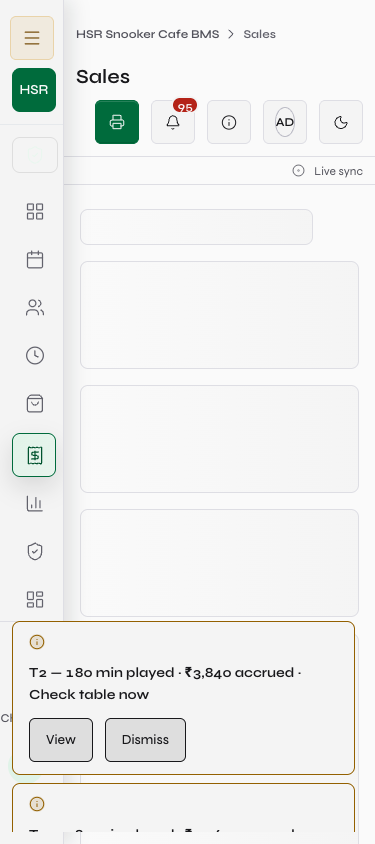 HSR Snooker Cafe BMS > Sales
HSR
Sales
95
AD
Live sync
T2 — 180 min played · ₹3,840 accrued ·
Check table now
View
Dismiss